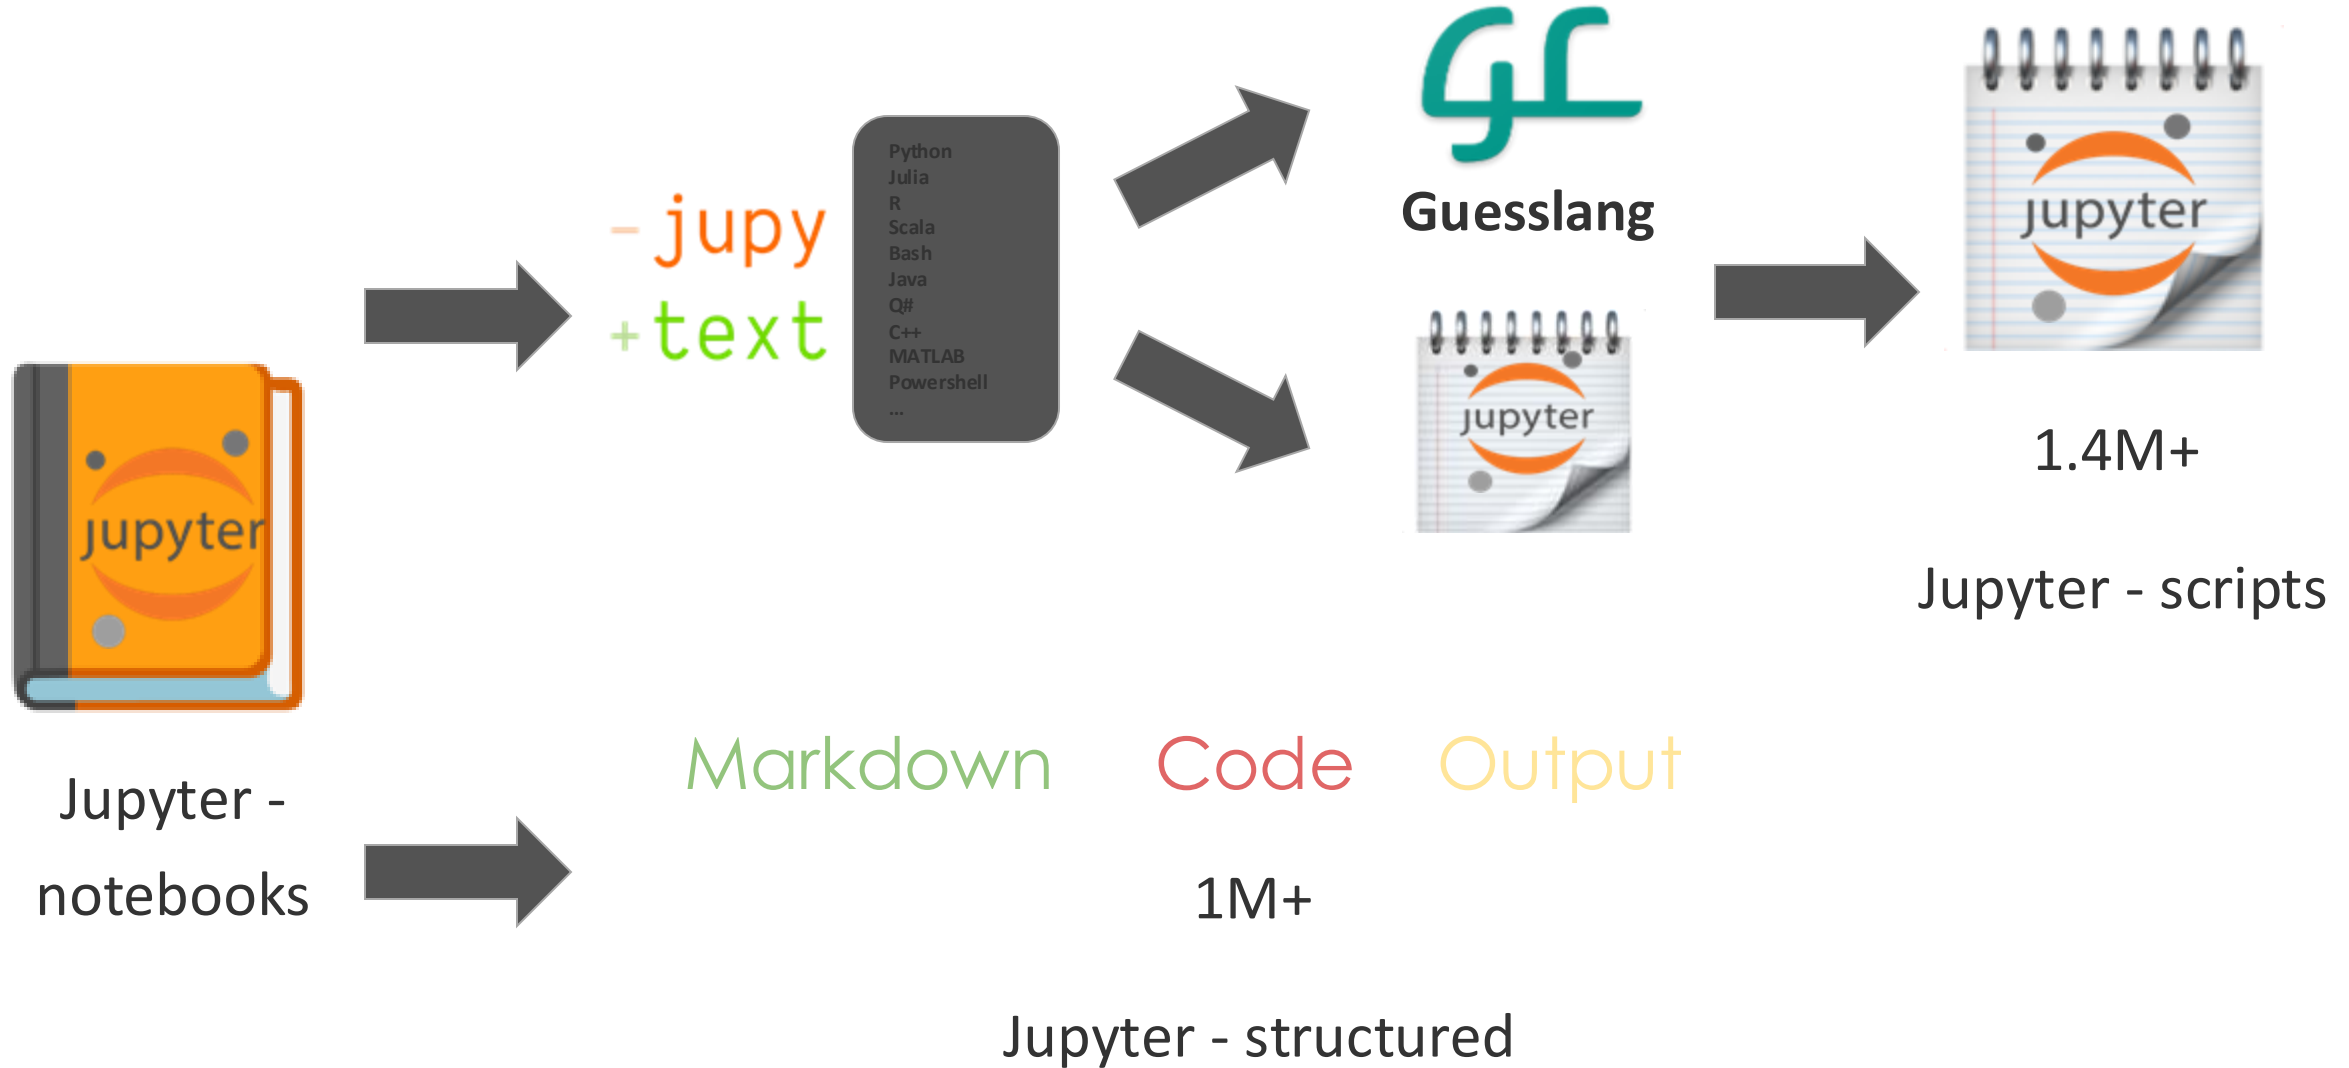 jupyter
Jupyter -
notebooks
- jupy
+ text
Python
Julia
R
Scala
Bash
Java
Q#
C++
MATLAB
Powershell
...
Guesslang
jupyter
jupyter
1.4M+
Jupyter - scripts
Markdown Code Output
1M+
Jupyter - structured